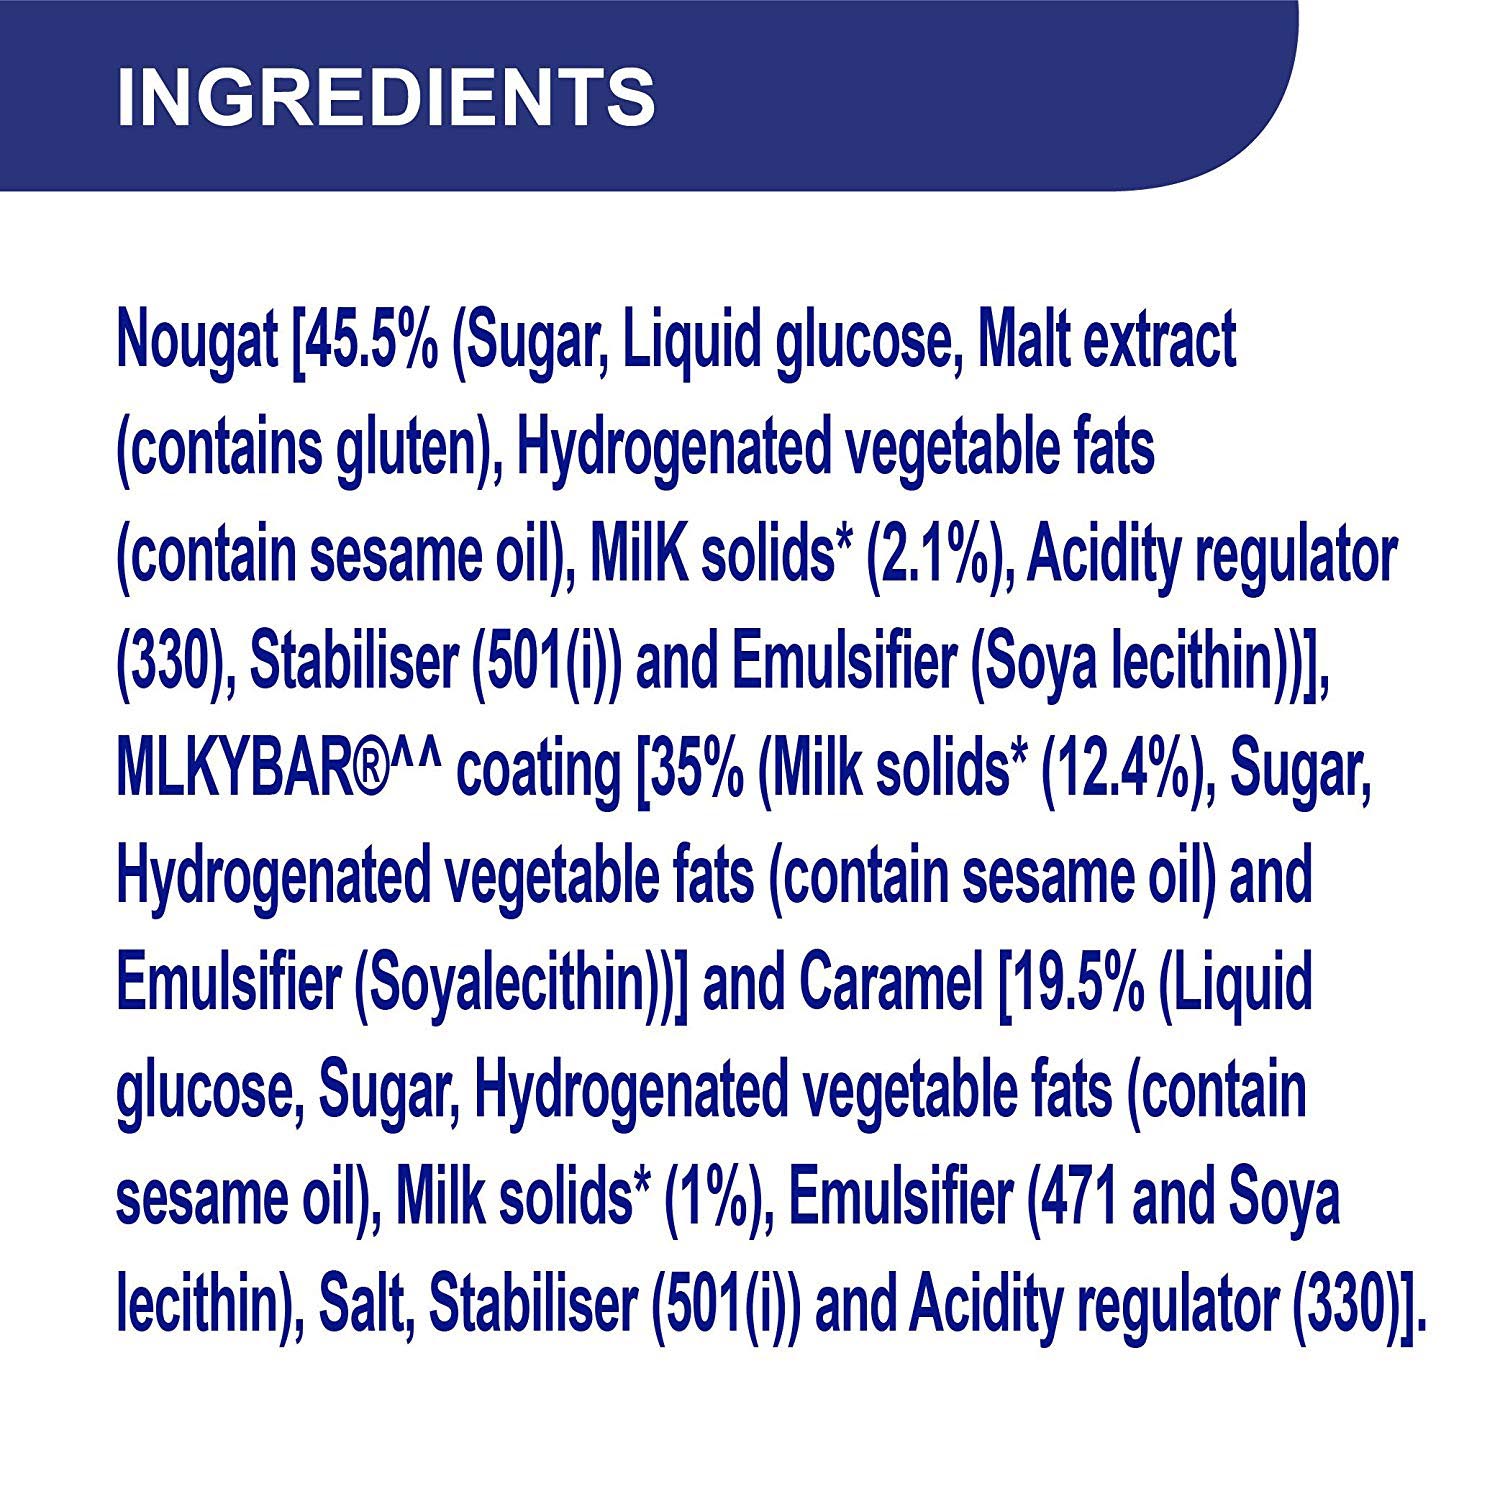 INGREDIENTS
Nougat [45.5% (Sugar, Liquid glucose, Malt extract
(contains gluten), Hydrogenated vegetable fats
(contain sesame oil), MilK solids* (2.1%), Acidity regulator
(330), Stabiliser (501(i)) and Emulsifier (Soya lecithin))],
MLKYBAR®^^ coating [35% (Milk solids* (12.4%), Sugar,
Hydrogenated vegetable fats (contain sesame oil) and
Emulsifier (Soyalecithin))] and Caramel [19.5% (Liquid
glucose, Sugar, Hydrogenated vegetable fats (contain
sesame oil), Milk solids* (1%), Emulsifier (471 and Soya
lecithin), Salt, Stabiliser (501(i)) and Acidity regulator (330)].